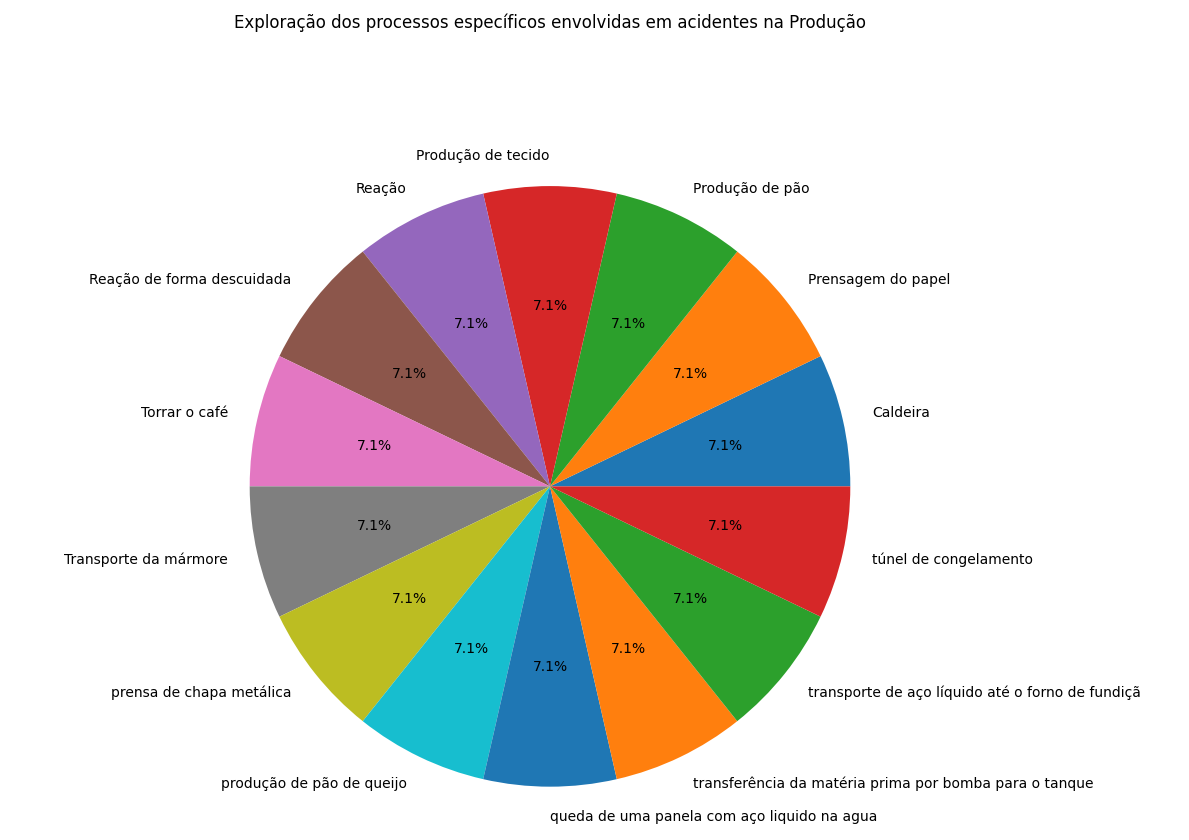 Exploração dos processos específicos envolvidas em acidentes na Produção
Produção de tecido
Reação
Produção de pão
Reação de forma descuidada
Prensagem do papel
7.1%
7.1%
7.1%
7.1%
7.1%
Torrar o café
Caldeira
7.1%
7.1%
7.1%
7.1%
Transporte da mármore
túnel de congelamento
7.1%
7.1%
7.1%
7.1%
7.1%
prensa de chapa metálica
transporte de aço líquido até o forno de fundiçã
produção de pão de queijo
transferência da matéria prima por bomba para o tanque
queda de uma panela com aço liquido na agua